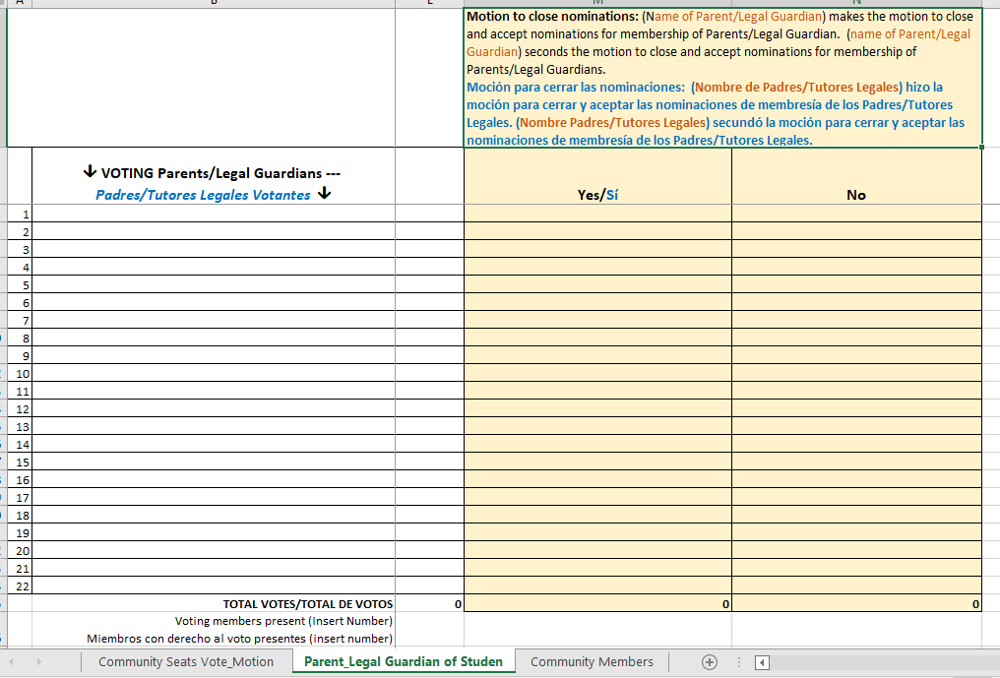 A B L M N
Motion to close nominations: (Name of Parent/Legal Guardian) makes the motion to close
and accept nominations for membership of Parents/Legal Guardian.  (name of Parent/Legal
Guardian) seconds the motion to close and accept nominations for membership of
Parents/Legal Guardians.
Moción para cerrar las nominaciones:  (Nombre de Padres/Tutores Legales) hizo la
moción para cerrar y aceptar las nominaciones de membresía de los Padres/Tutores
Legales. (Nombre Padres/Tutores Legales) secundó la moción para cerrar y aceptar las
nominaciones de membresía de los Padres/Tutores Legales.
↓ VOTING Parents/Legal Guardians ---
Padres/Tutores Legales Votantes ↓
Yes/Sí No
1
2
3
4
5
6
7
8
9
10
11
12
13
14
15
16
17
18
19
20
21
22
TOTAL VOTES/TOTAL DE VOTOS 0 0 0
Voting members present (Insert Number)
Miembros con derecho al voto presentes (insert number)
Community Seats Vote_Motion Parent_Legal Guardian of Studen Community Members